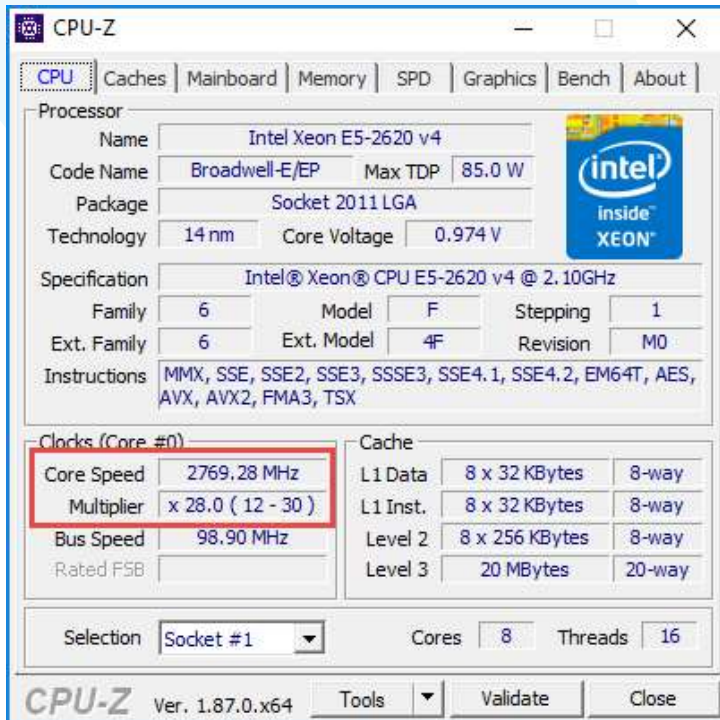 CPU-Z
CPU Caches Mainboard Memory SPD Graphics Bench About
Processor
Name Intel Xeon E5-2620 v4
Code Name Broadwell-E/EP Max TDP 85.0 W
Package Socket 2011 LGA
Technology 14 nm Core Voltage 0.974 V
intel
inside™
XEON®
Specification Intel® Xeon® CPU E5-2620 v4 @ 2.10GHz
Family 6 Model F Stepping 1
Ext. Family 6 Ext. Model 4F Revision M0
Instructions MMX, SSE, SSE2, SSE3, SSSE3, SSE4.1, SSE4.2, EM64T, AES,
AVX, AVX2, FMA3, TSX
Clocks (Core #0)
Core Speed 2769.28 MHz
Multiplier x 28.0 ( 12 - 30 )
Bus Speed 98.90 MHz
Rated FSB
Cache
L1 Data 8 x 32 KBytes 8-way
L1 Inst. 8 x 32 KBytes 8-way
Level 2 8 x 256 KBytes 8-way
Level 3 20 MBytes 20-way
Selection Socket #1 Cores 8 Threads 16
CPU-Z Ver. 1.87.0.x64 Tools Validate Close